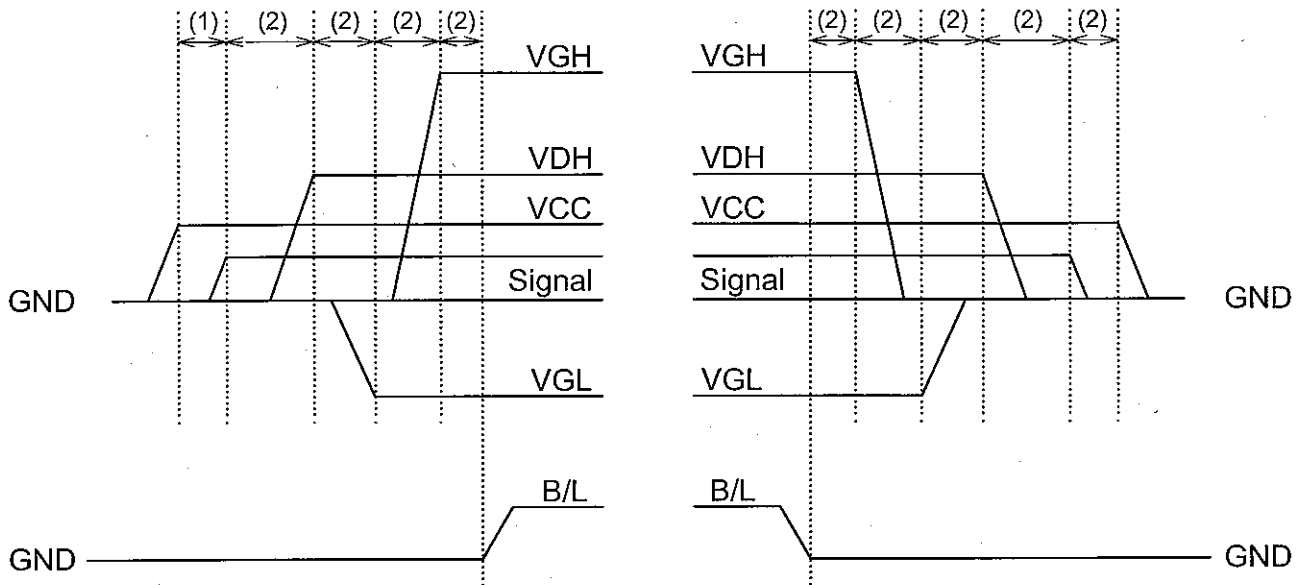 (1) (2) (2) (2) (2) (2) (2) (2) (2) (2)
VGH VGH
VDH VDH
VCC VCC
Signal Signal
GND GND
VGL VGL
B/L B/L
GND GND